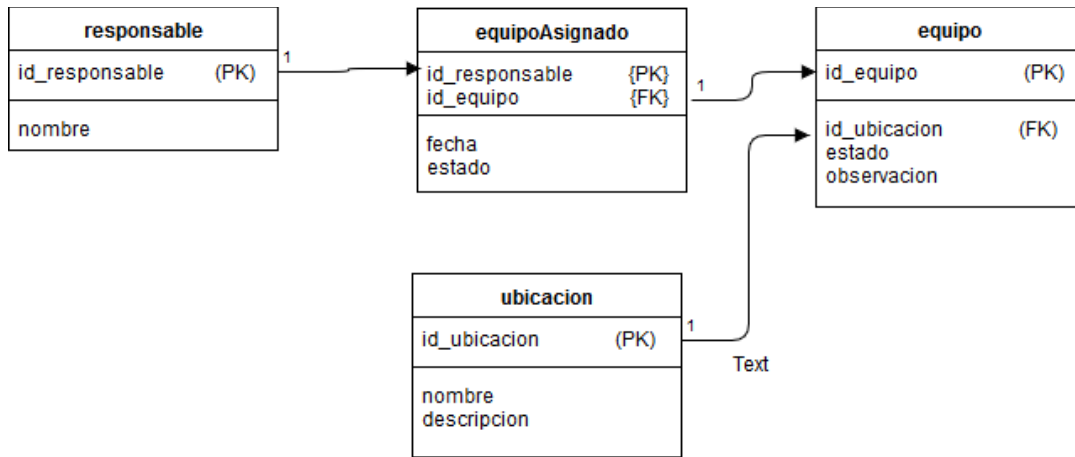 responsable
id_responsable (PK)
nombre
1
equipoAsignado
id_responsable {PK}
id_equipo {FK}
fecha
estado
1
equipo
id_equipo (PK)
id_ubicacion (FK)
estado
observacion
ubicacion
id_ubicacion (PK)
nombre
descripcion
1
Text